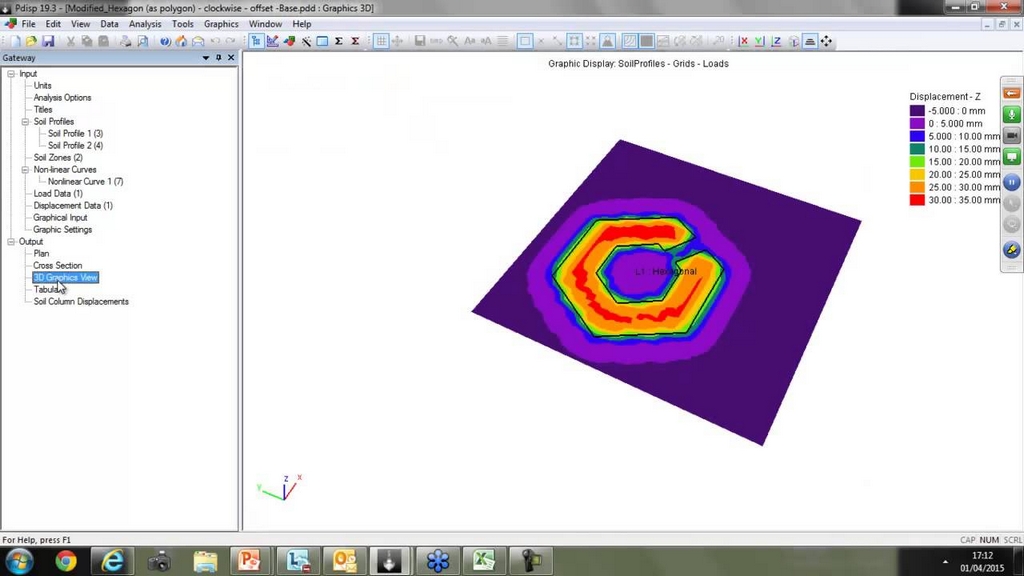 Pdisp 19.3 - [Modified_Hexagon (as polygon) - clockwise - offset -Base.pdd : Graphics 3D]
File Edit View Data Analysis Tools Graphics Window Help
Gateway
Input
Units
Analysis Options
Titles
Soil Profiles
Soil Profile 1 (3)
Soil Profile 2 (4)
Soil Zones (2)
Non-linear Curves
Nonlinear Curve 1 (7)
Load Data (1)
Displacement Data (1)
Graphical Input
Graphic Settings
Output
Plan
Cross Section
3D Graphics View
Tabular
Soil Column Displacements
Graphic Display: SoilProfiles - Grids - Loads
Displacement - Z
-5.000 : 0 mm
0 : 5.000 mm
5.000 : 10.00 mm
10.00 : 15.00 mm
15.00 : 20.00 mm
20.00 : 25.00 mm
25.00 : 30.00 mm
30.00 : 35.00 mm
L1 : Hexagonal
z
x
y
For Help, press F1
CAP NUM SCRL
17:12
01/04/2015